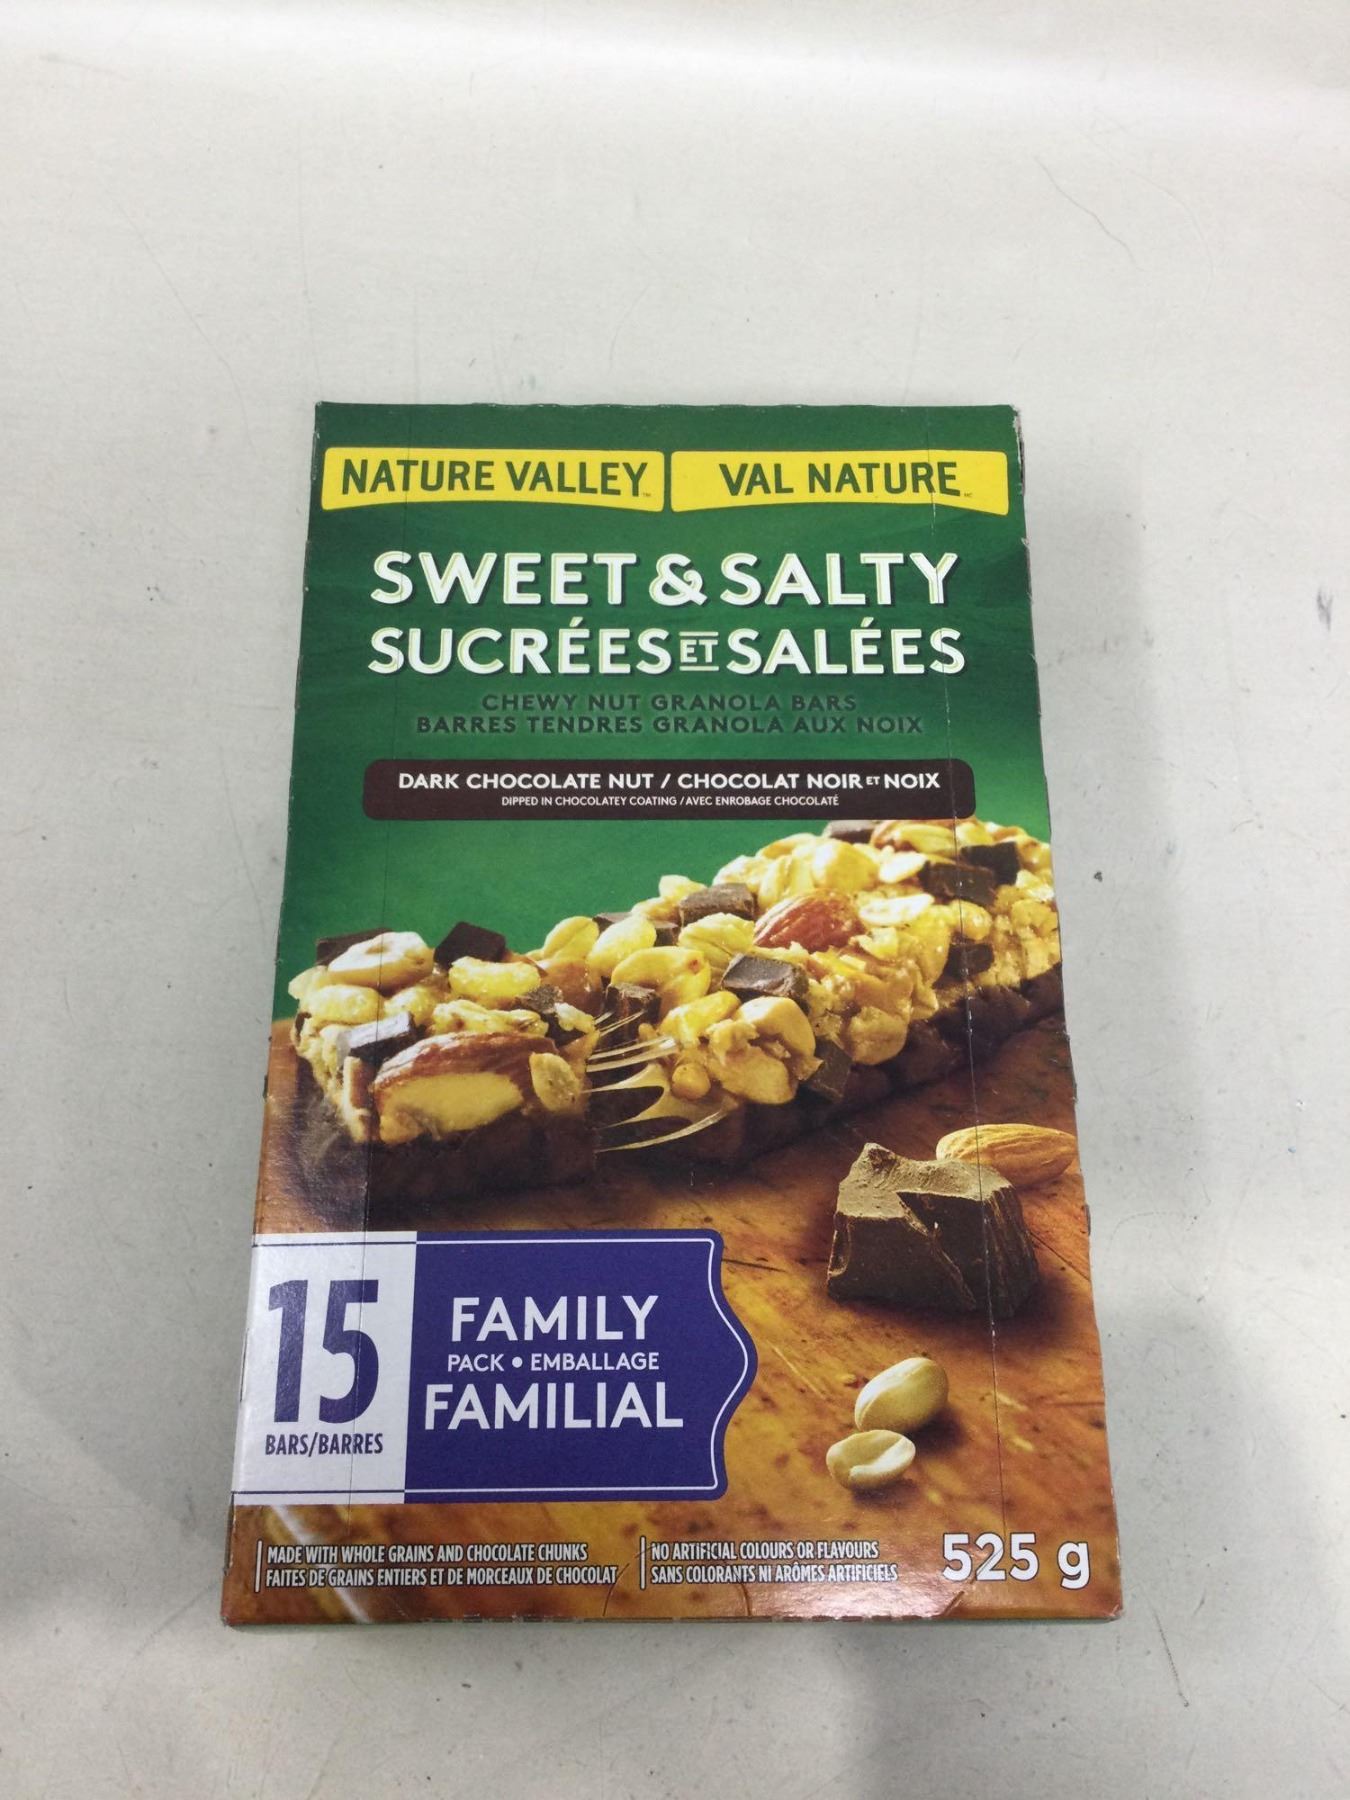 NATURE VALLEY™ VAL NATURE MC
SWEET & SALTY
SUCRÉES ET SALÉES
CHEWY NUT GRANOLA BARS
BARRES TENDRES GRANOLA AUX NOIX
DARK CHOCOLATE NUT / CHOCOLAT NOIR ET NOIX
DIPPED IN CHOCOLATEY COATING / AVEC ENROBAGE CHOCOLATÉ
15
BARS/BARRES
FAMILY
PACK • EMBALLAGE
FAMILIAL
MADE WITH WHOLE GRAINS AND CHOCOLATE CHUNKS
FAITES DE GRAINS ENTIERS ET DE MORCEAUX DE CHOCOLAT
NO ARTIFICIAL COLOURS OR FLAVOURS
SANS COLORANTS NI ARÔMES ARTIFICIELS
525 g